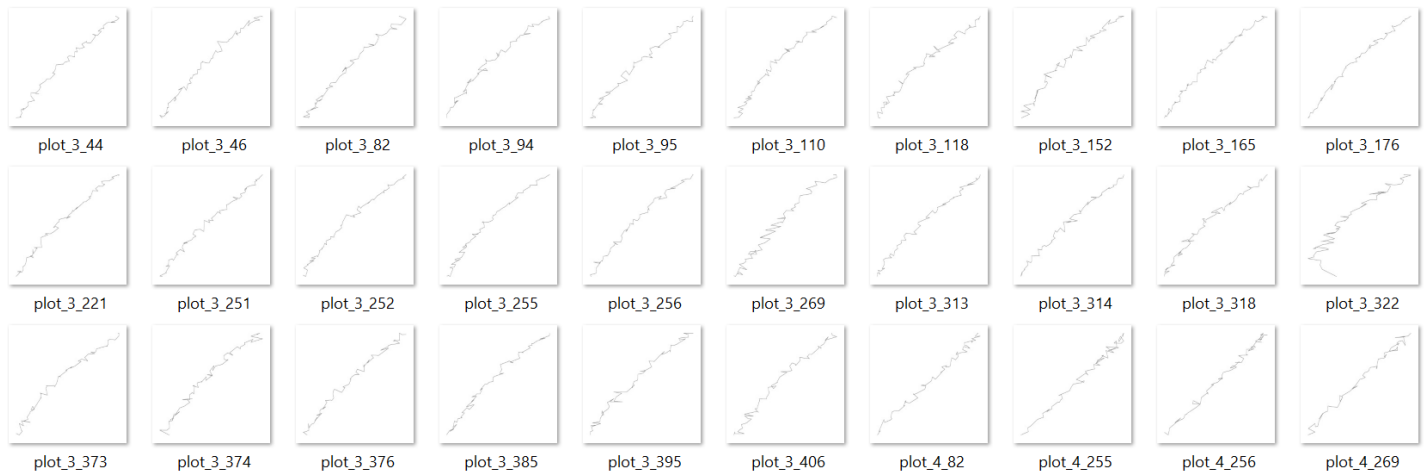 plot_3_44 plot_3_46 plot_3_82 plot_3_94 plot_3_95 plot_3_110 plot_3_118 plot_3_152 plot_3_165 plot_3_176
plot_3_221 plot_3_251 plot_3_252 plot_3_255 plot_3_256 plot_3_269 plot_3_313 plot_3_314 plot_3_318 plot_3_322
plot_3_373 plot_3_374 plot_3_376 plot_3_385 plot_3_395 plot_3_406 plot_4_82 plot_4_255 plot_4_256 plot_4_269